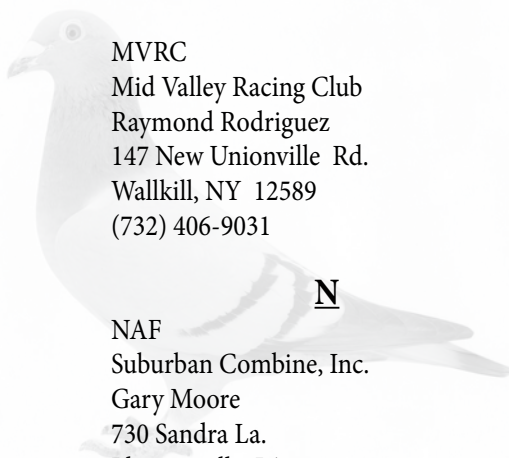 MVRC
Mid Valley Racing Club
Raymond Rodriguez
147 New Unionville Rd.
Wallkill, NY 12589
(732) 406-9031
N
NAF
Suburban Combine, Inc.
Gary Moore
730 Sandra La.